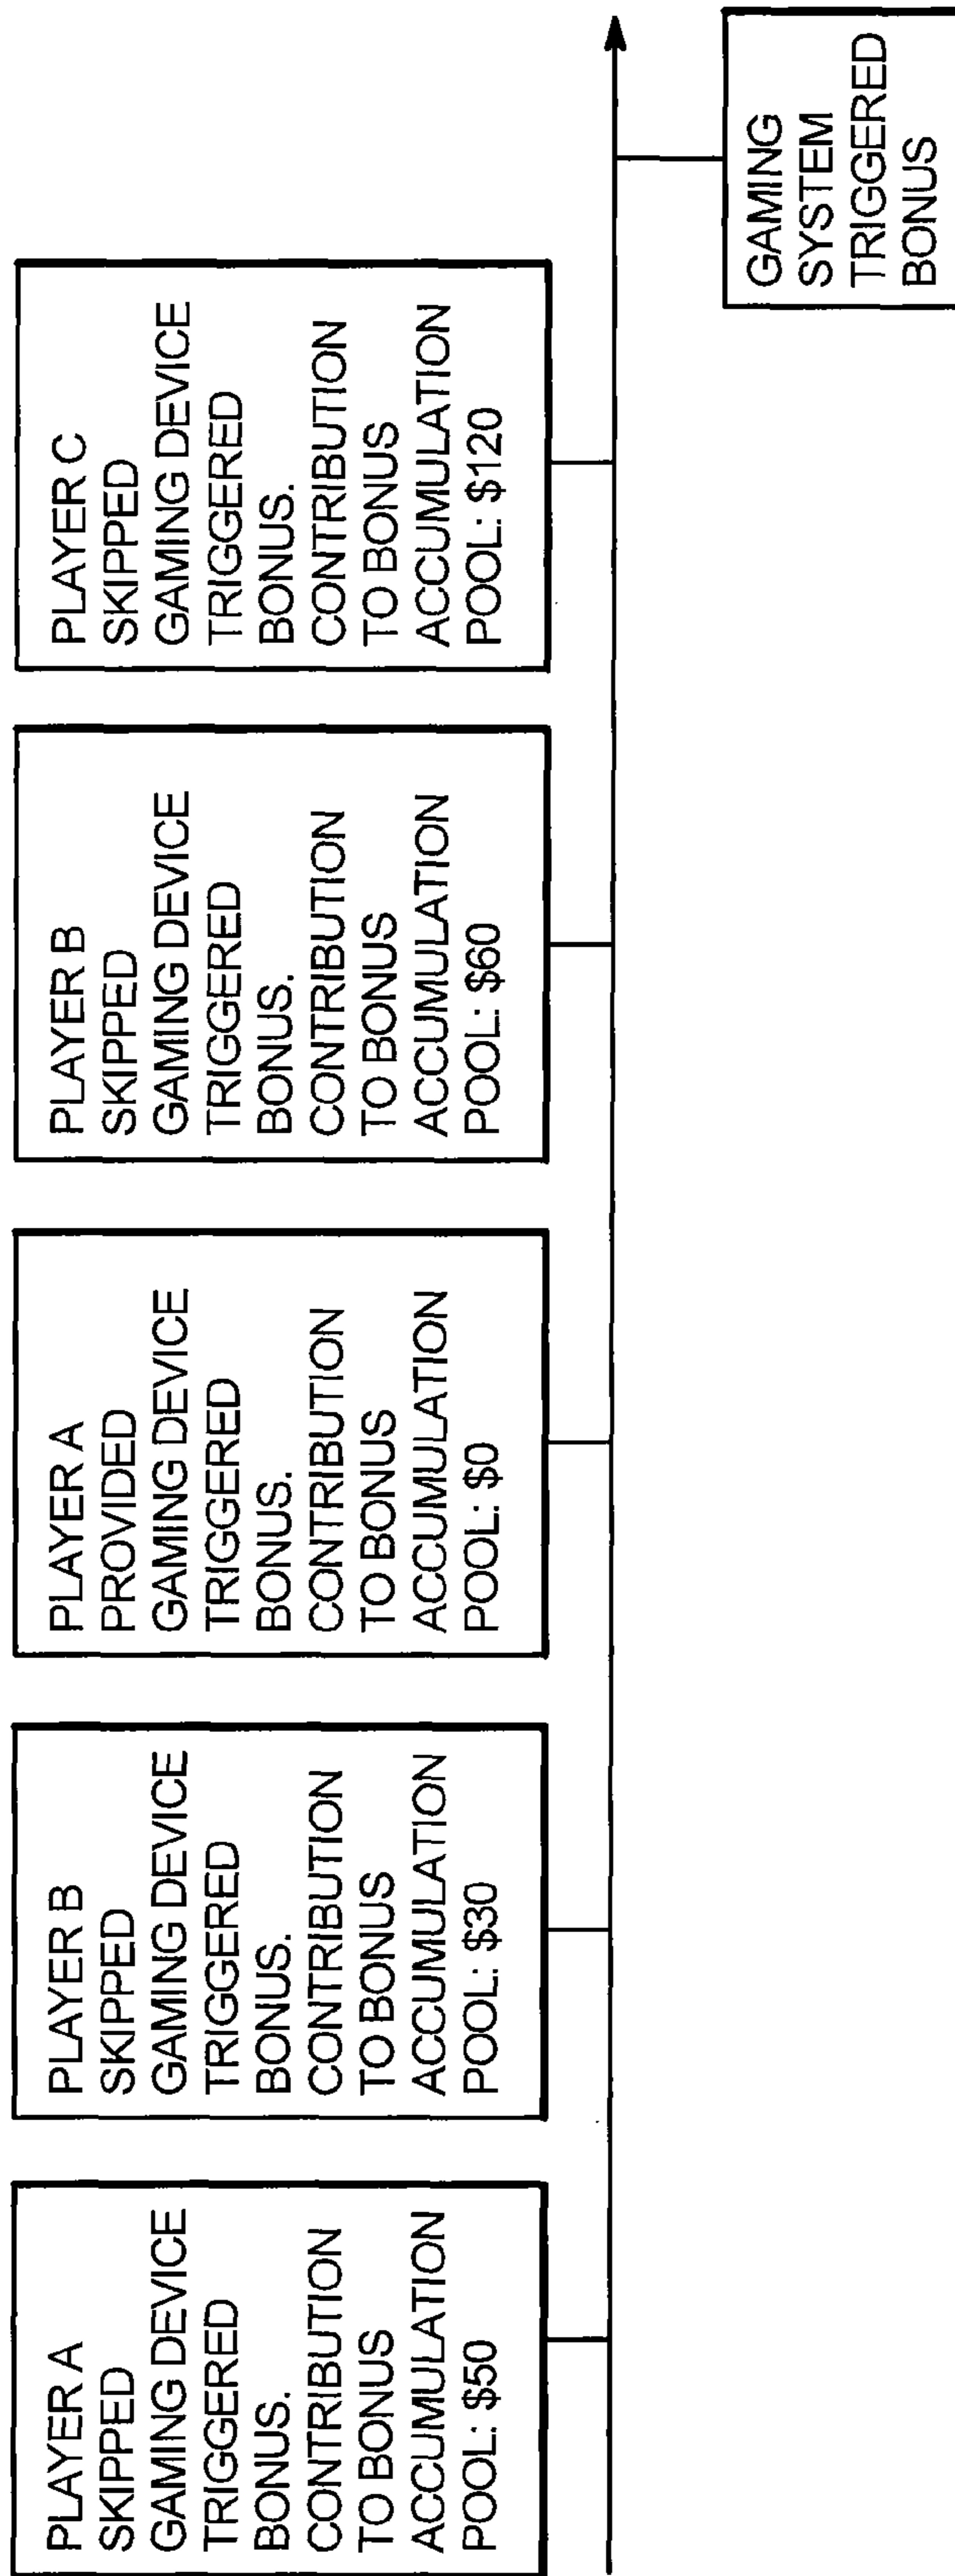 PLAYER A
SKIPPED
GAMING DEVICE
TRIGGERED
BONUS.
CONTRIBUTION
TO BONUS
ACCUMULATION
POOL: $50
PLAYER B
SKIPPED
GAMING DEVICE
TRIGGERED
BONUS.
CONTRIBUTION
TO BONUS
ACCUMULATION
POOL: $30
PLAYER A
PROVIDED
GAMING DEVICE
TRIGGERED
BONUS.
CONTRIBUTION
TO BONUS
ACCUMULATION
POOL: $0
PLAYER B
SKIPPED
GAMING DEVICE
TRIGGERED
BONUS.
CONTRIBUTION
TO BONUS
ACCUMULATION
POOL: $60
PLAYER C
SKIPPED
GAMING DEVICE
TRIGGERED
BONUS.
CONTRIBUTION
TO BONUS
ACCUMULATION
POOL: $120
GAMING
SYSTEM
TRIGGERED
BONUS